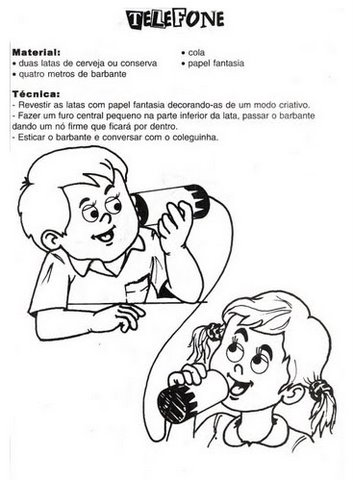 TELEFONE
Material:
• duas latas de cerveja ou conserva
• quatro metros de barbante
• cola
• papel fantasia
Técnica:
- Revestir as latas com papel fantasia decorando-as de um modo criativo.
- Fazer um furo central pequeno na parte inferior da lata, passar o barbante
dando um nó firme que ficará por dentro.
- Esticar o barbante e conversar com o coleguinha.